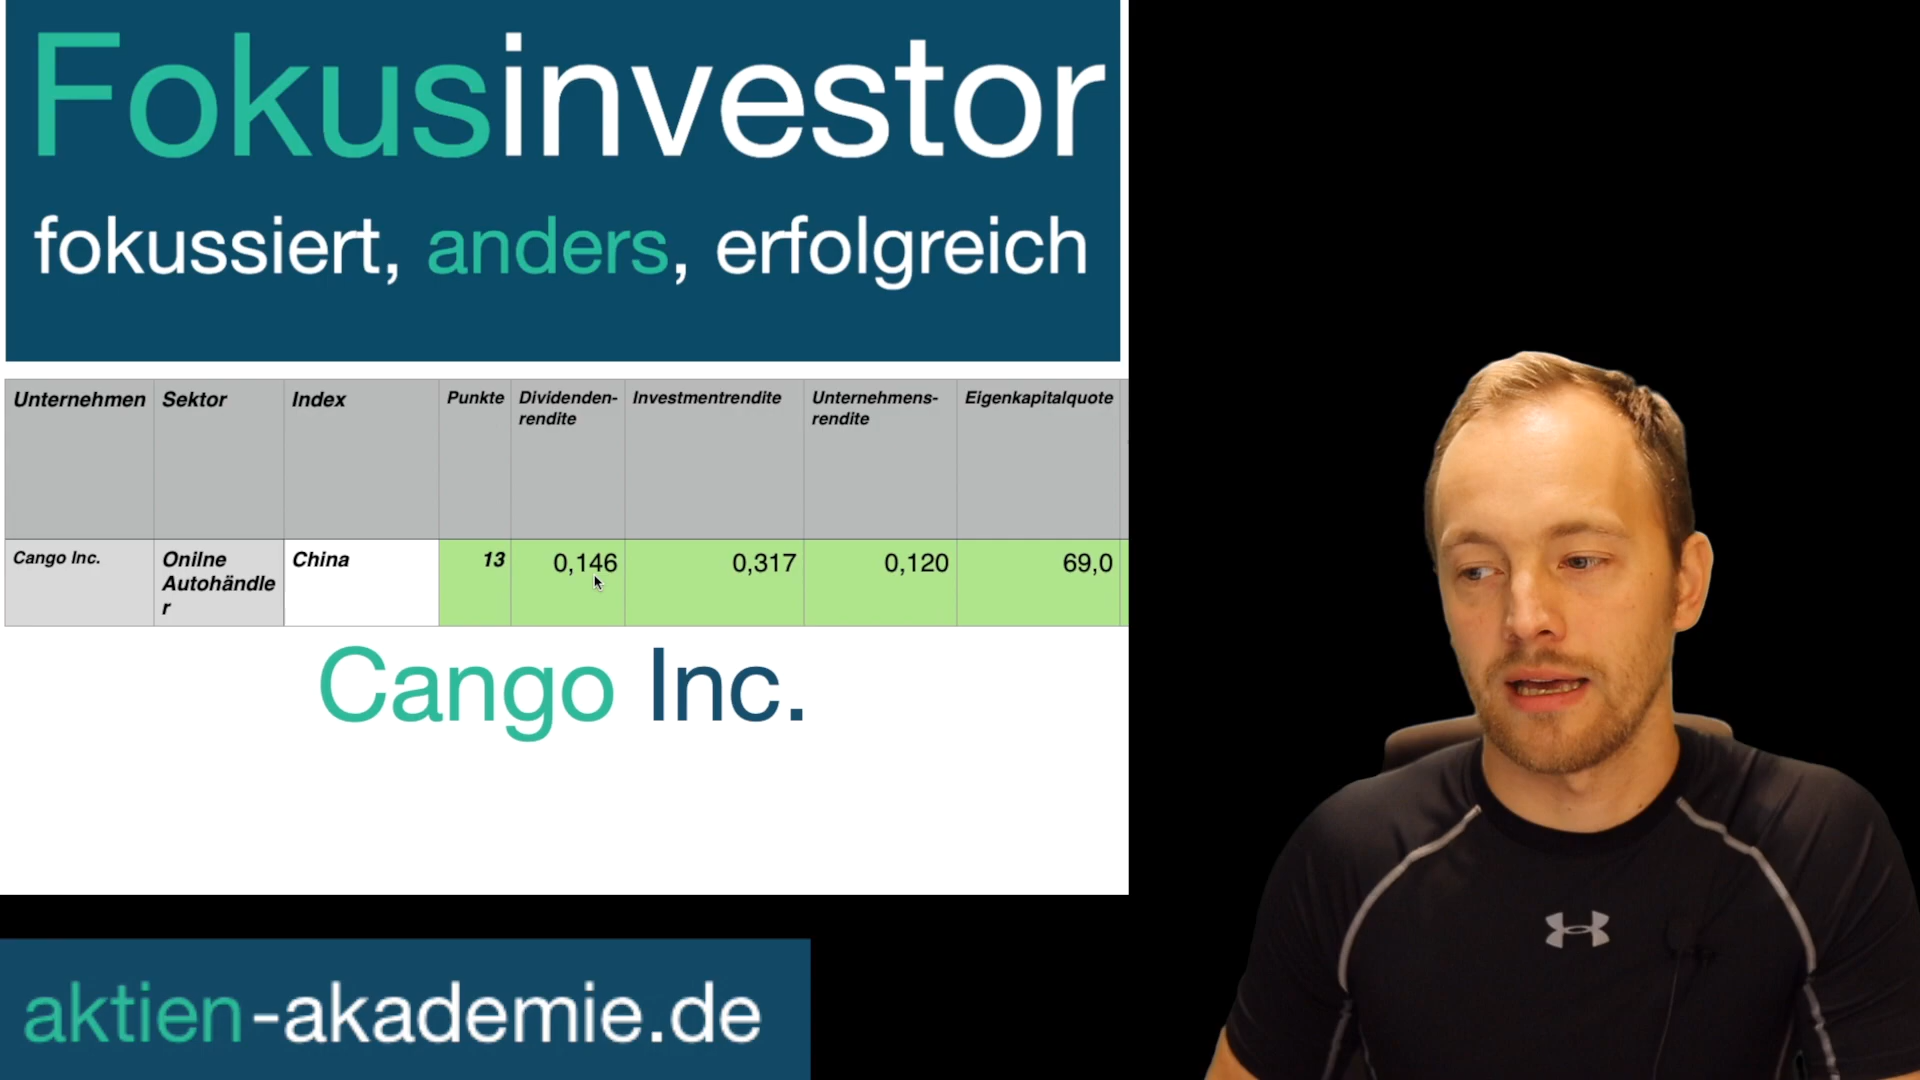 Fokusinvestor
fokussiert, anders, erfolgreich
Unternehmen Sektor Index Punkte Dividenden- Investmentrendite Unternehmens- Eigenkapitalquote
rendite rendite
Cango Inc. Onilne China 13 0,146 0,317 0,120 69,0
Autohändle
r
Cango Inc.
aktien-akademie.de